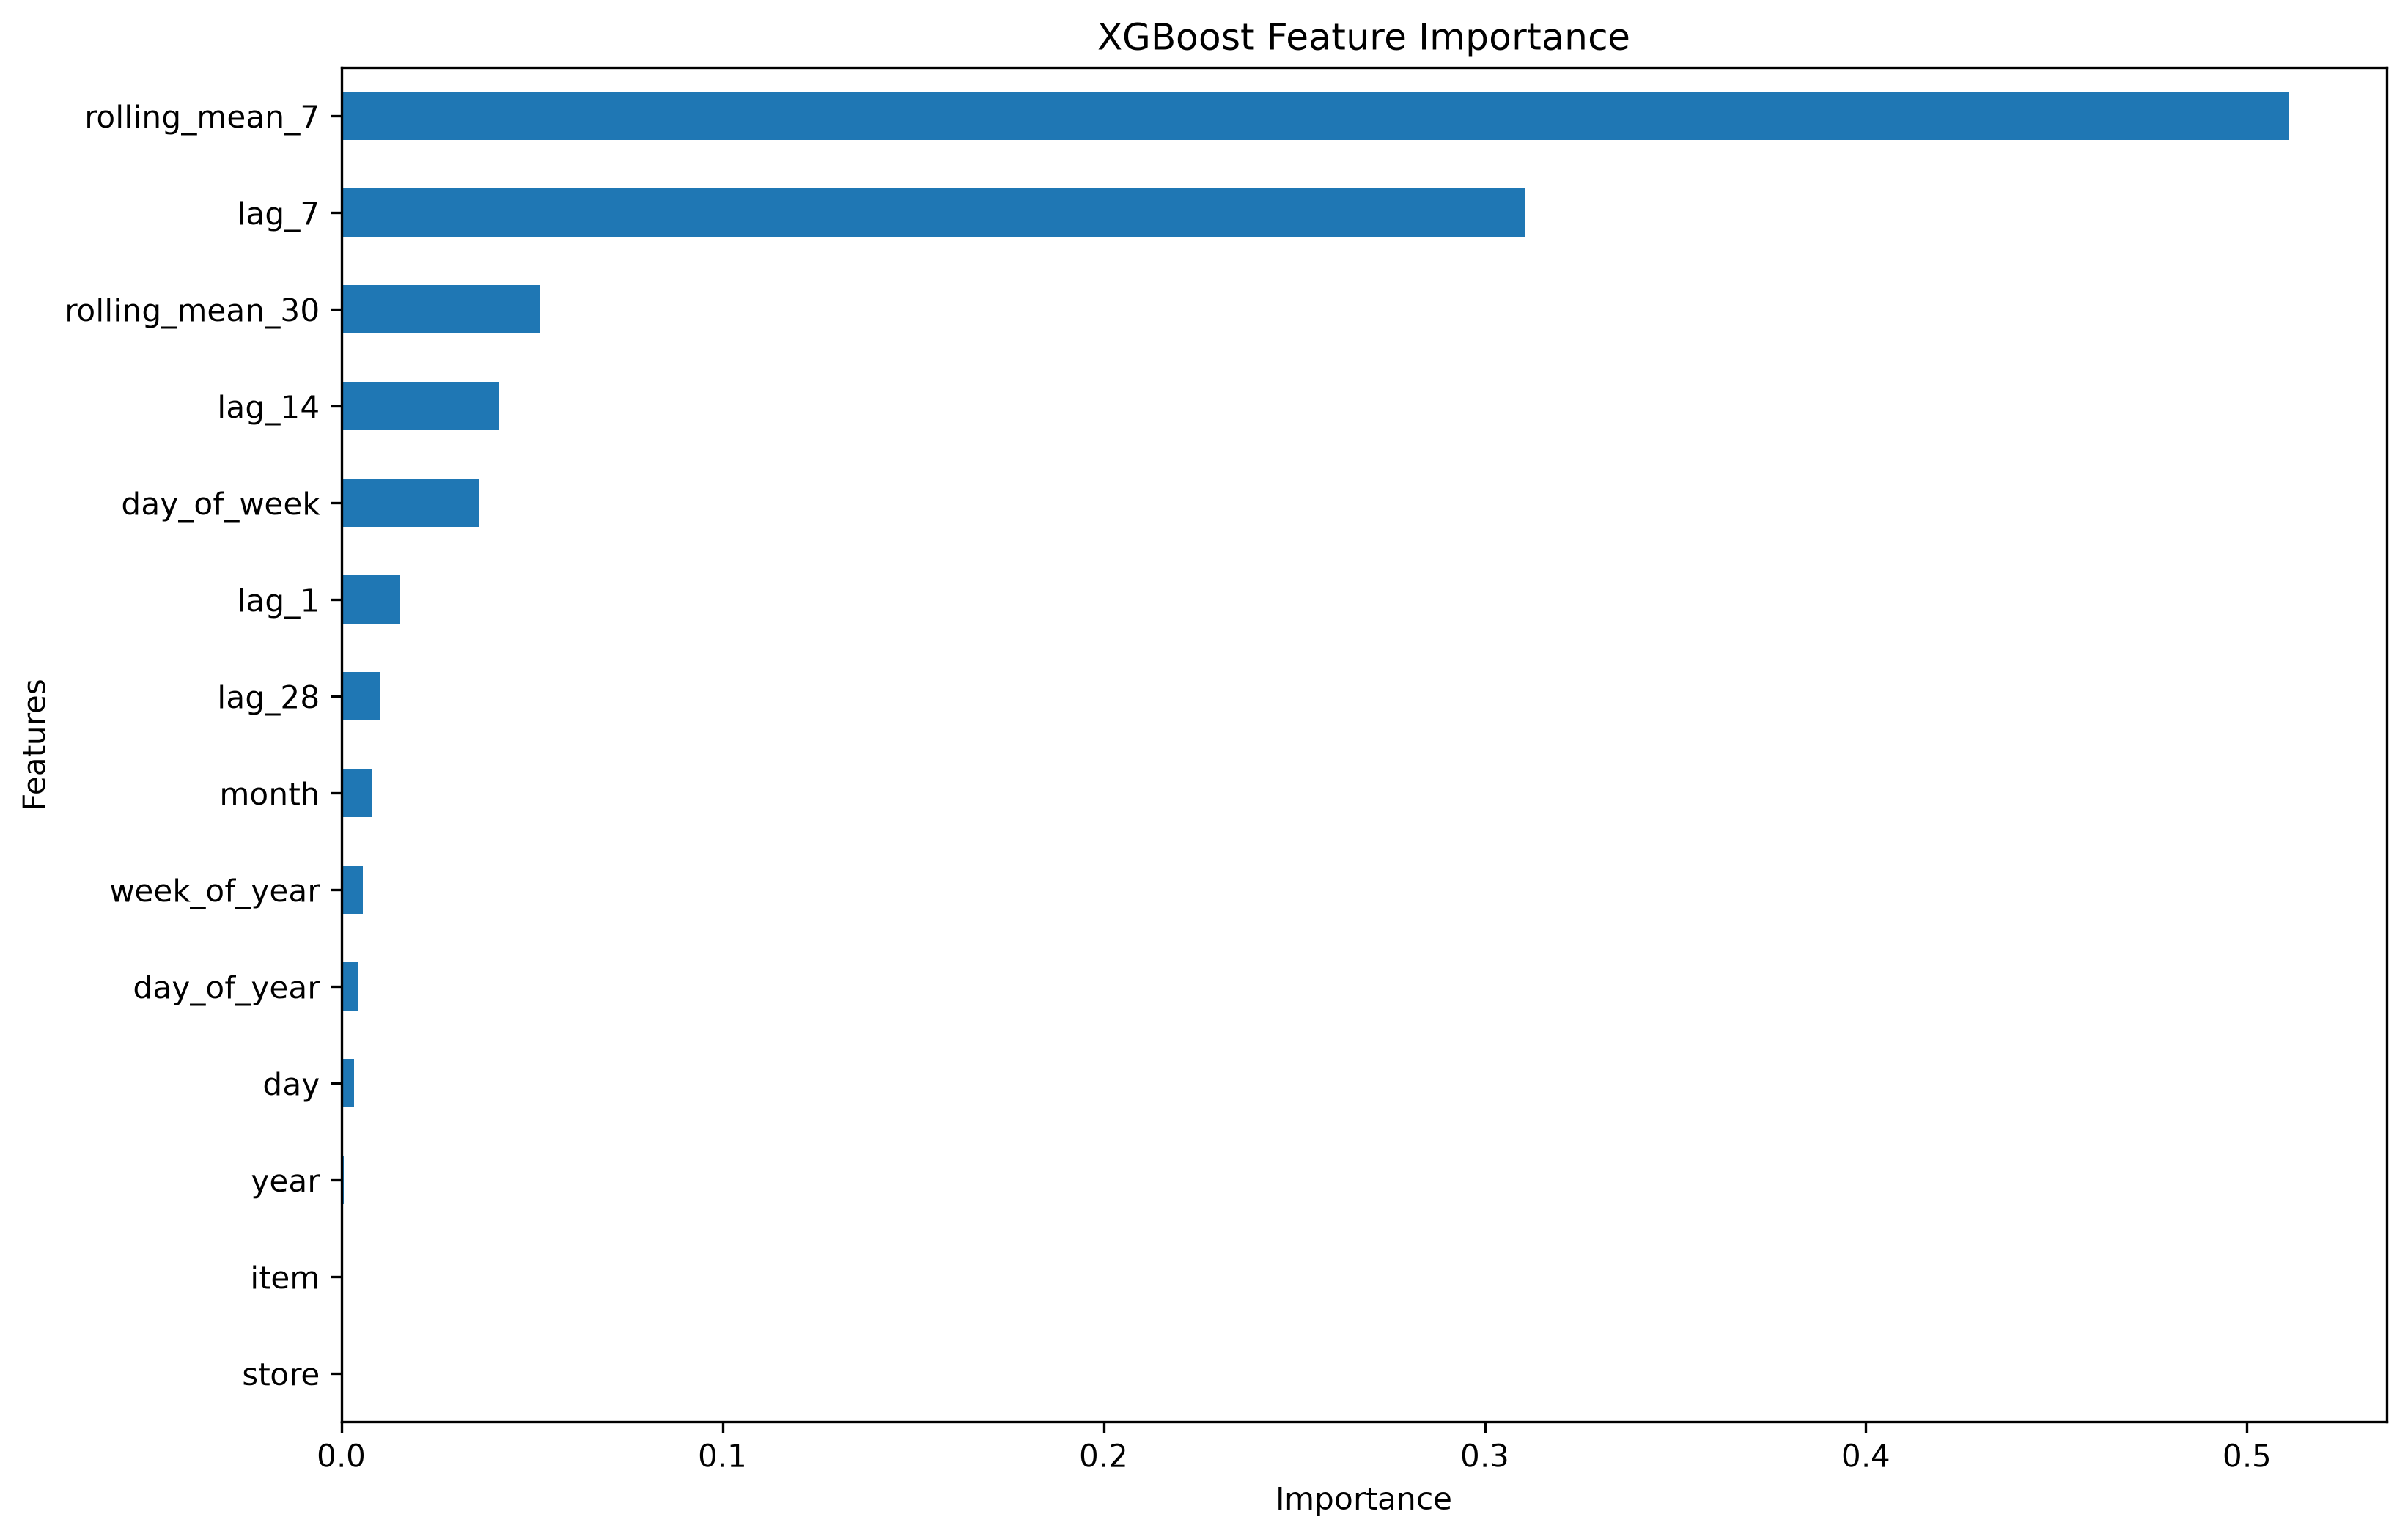 XGBoost Feature Importance
rolling_mean_7
lag_7
rolling_mean_30
lag_14
day_of_week
lag_1
lag_28
month
week_of_year
day_of_year
day
year
item
store
Features
0.0 0.1 0.2 0.3 0.4 0.5
Importance